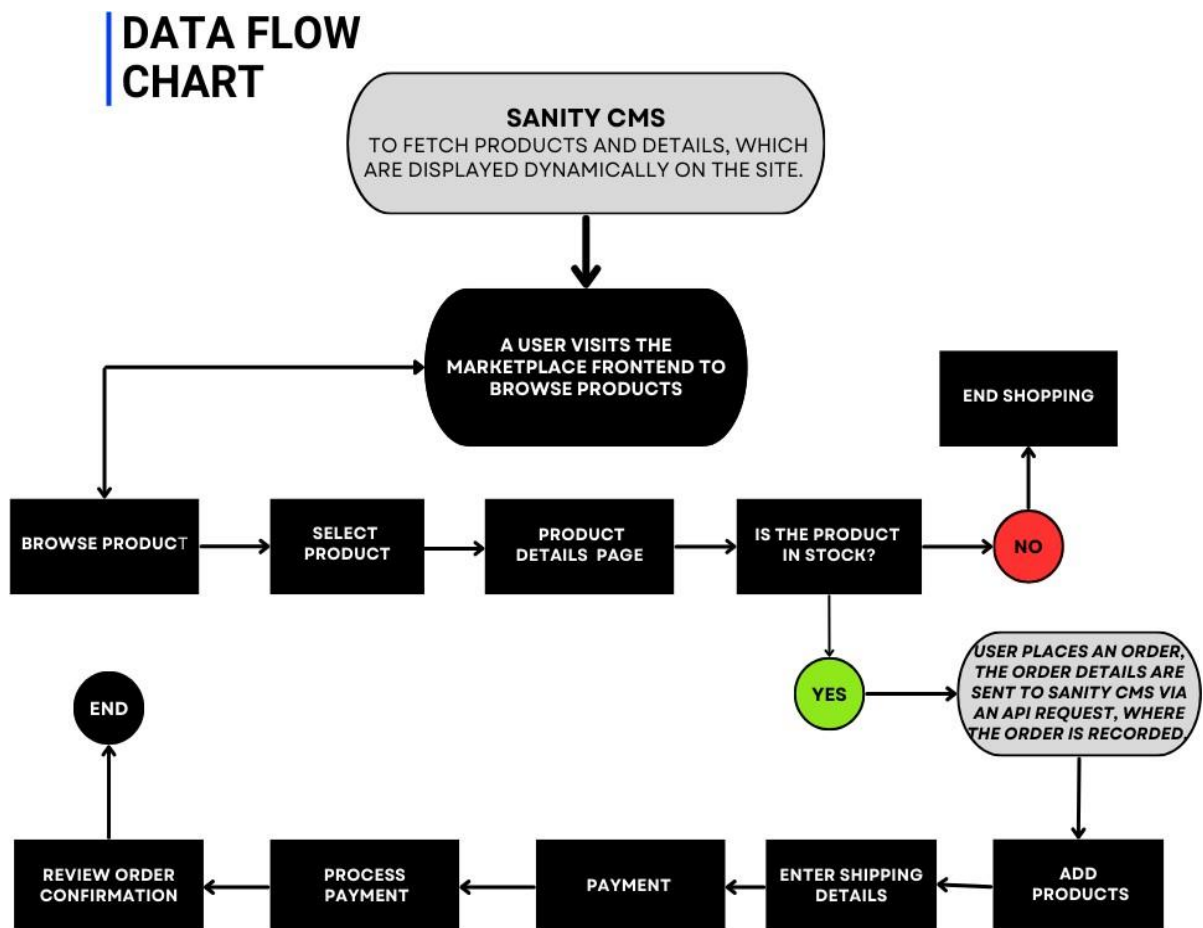 DATA FLOW
CHART
SANITY CMS
TO FETCH PRODUCTS AND DETAILS, WHICH
ARE DISPLAYED DYNAMICALLY ON THE SITE.
A USER VISITS THE
MARKETPLACE FRONTEND TO
BROWSE PRODUCTS
END SHOPPING
BROWSE PRODUCT
SELECT
PRODUCT
PRODUCT
DETAILS PAGE
IS THE PRODUCT
IN STOCK?
NO
YES
USER PLACES AN ORDER,
THE ORDER DETAILS ARE
SENT TO SANITY CMS VIA
AN API REQUEST, WHERE
THE ORDER IS RECORDED.
END
REVIEW ORDER
CONFIRMATION
PROCESS
PAYMENT
PAYMENT
ENTER SHIPPING
DETAILS
ADD
PRODUCTS